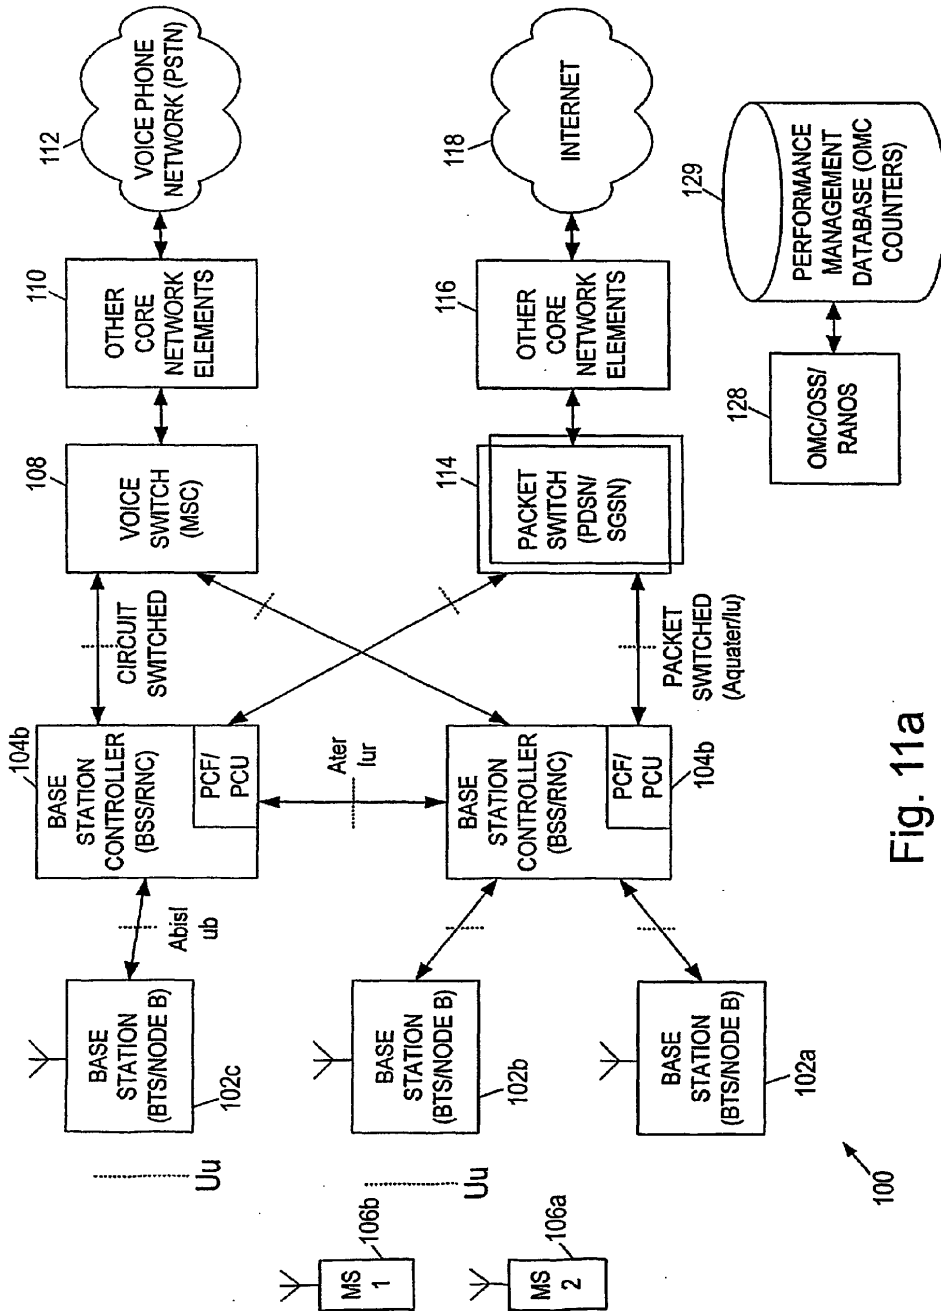 112
VOICE PHONE
NETWORK (PSTN)
110
OTHER
CORE
NETWORK
ELEMENTS
108
VOICE
SWITCH
(MSC)
CIRCUIT
SWITCHED
104b
BASE
STATION
CONTROLLER
(BSS/RNC)
PCF/
PCU
Abisl
ub
BASE
STATION
(BTS/NODE B)
102c
Uu
118
INTERNET
116
OTHER
CORE
NETWORK
ELEMENTS
114
PACKET
SWITCH
(PDSN/
SGSN)
PACKET
SWITCHED
(Aquater/Iu)
Ater
Iur
BASE
STATION
CONTROLLER
(BSS/RNC)
PCF/
PCU
104b
BASE
STATION
(BTS/NODE B)
102b
Uu
BASE
STATION
(BTS/NODE B)
102a
MS
1
106b
MS
2
106a
100
129
PERFORMANCE
MANAGEMENT
DATABASE (OMC
COUNTERS)
128
OMC/OSS/
RANOS
Fig. 11a